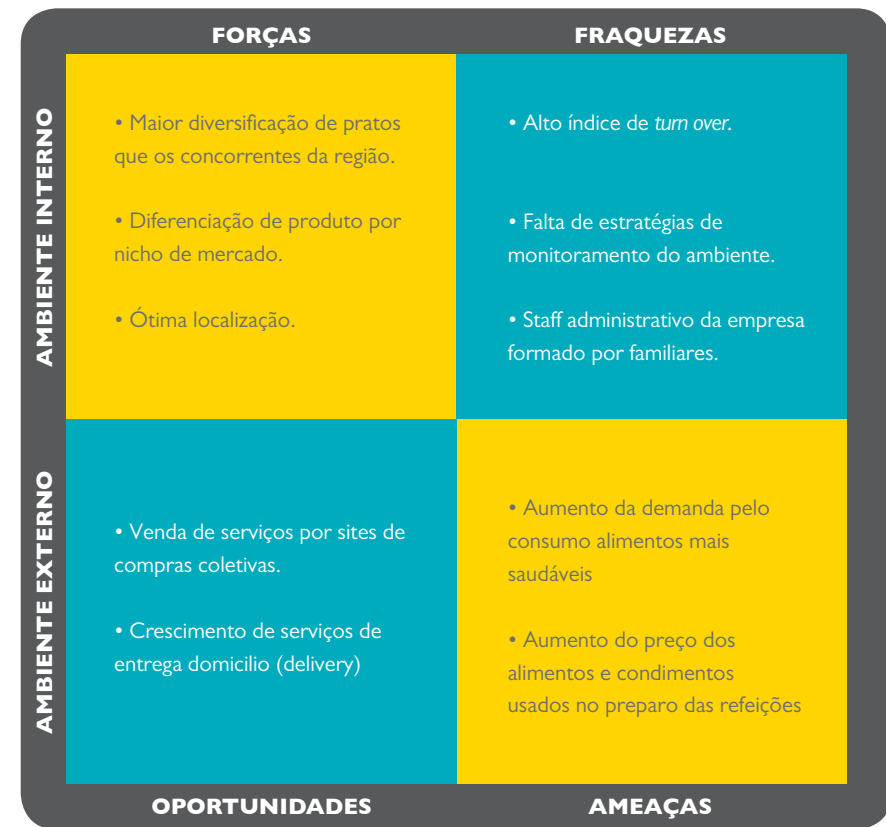 FORÇAS
FRAQUEZAS
AMBIENTE INTERNO
• Maior diversificação de pratos
que os concorrentes da região.
• Diferenciação de produto por
nicho de mercado.
• Ótima localização.
• Alto índice de turn over.
• Falta de estratégias de
monitoramento do ambiente.
• Staff administrativo da empresa
formado por familiares.
AMBIENTE EXTERNO
• Venda de serviços por sites de
compras coletivas.
• Crescimento de serviços de
entrega domicilio (delivery)
• Aumento da demanda pelo
consumo alimentos mais
saudáveis
• Aumento do preço dos
alimentos e condimentos
usados no preparo das refeições
OPORTUNIDADES
AMEAÇAS